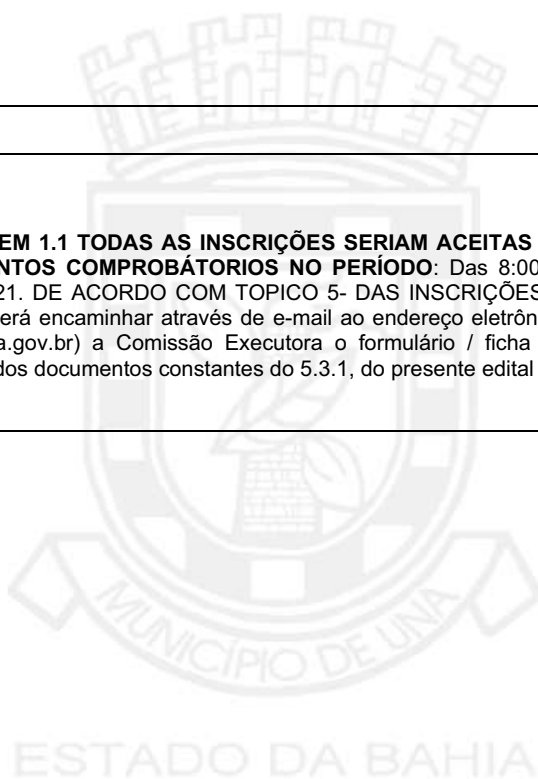 EM 1.1 TODAS AS INSCRIÇÕES SERIAM ACEITAS
NTOS COMPROBÁTORIOS NO PERÍODO: Das 8:00
21. DE ACORDO COM TOPICO 5- DAS INSCRIÇÕES
erá encaminhar através de e-mail ao endereço eletrôn
a.gov.br) a Comissão Executora o formulário / ficha
dos documentos constantes do 5.3.1, do presente edital
MUNICÍPIO DE UNA
ESTADO DA BAHIA